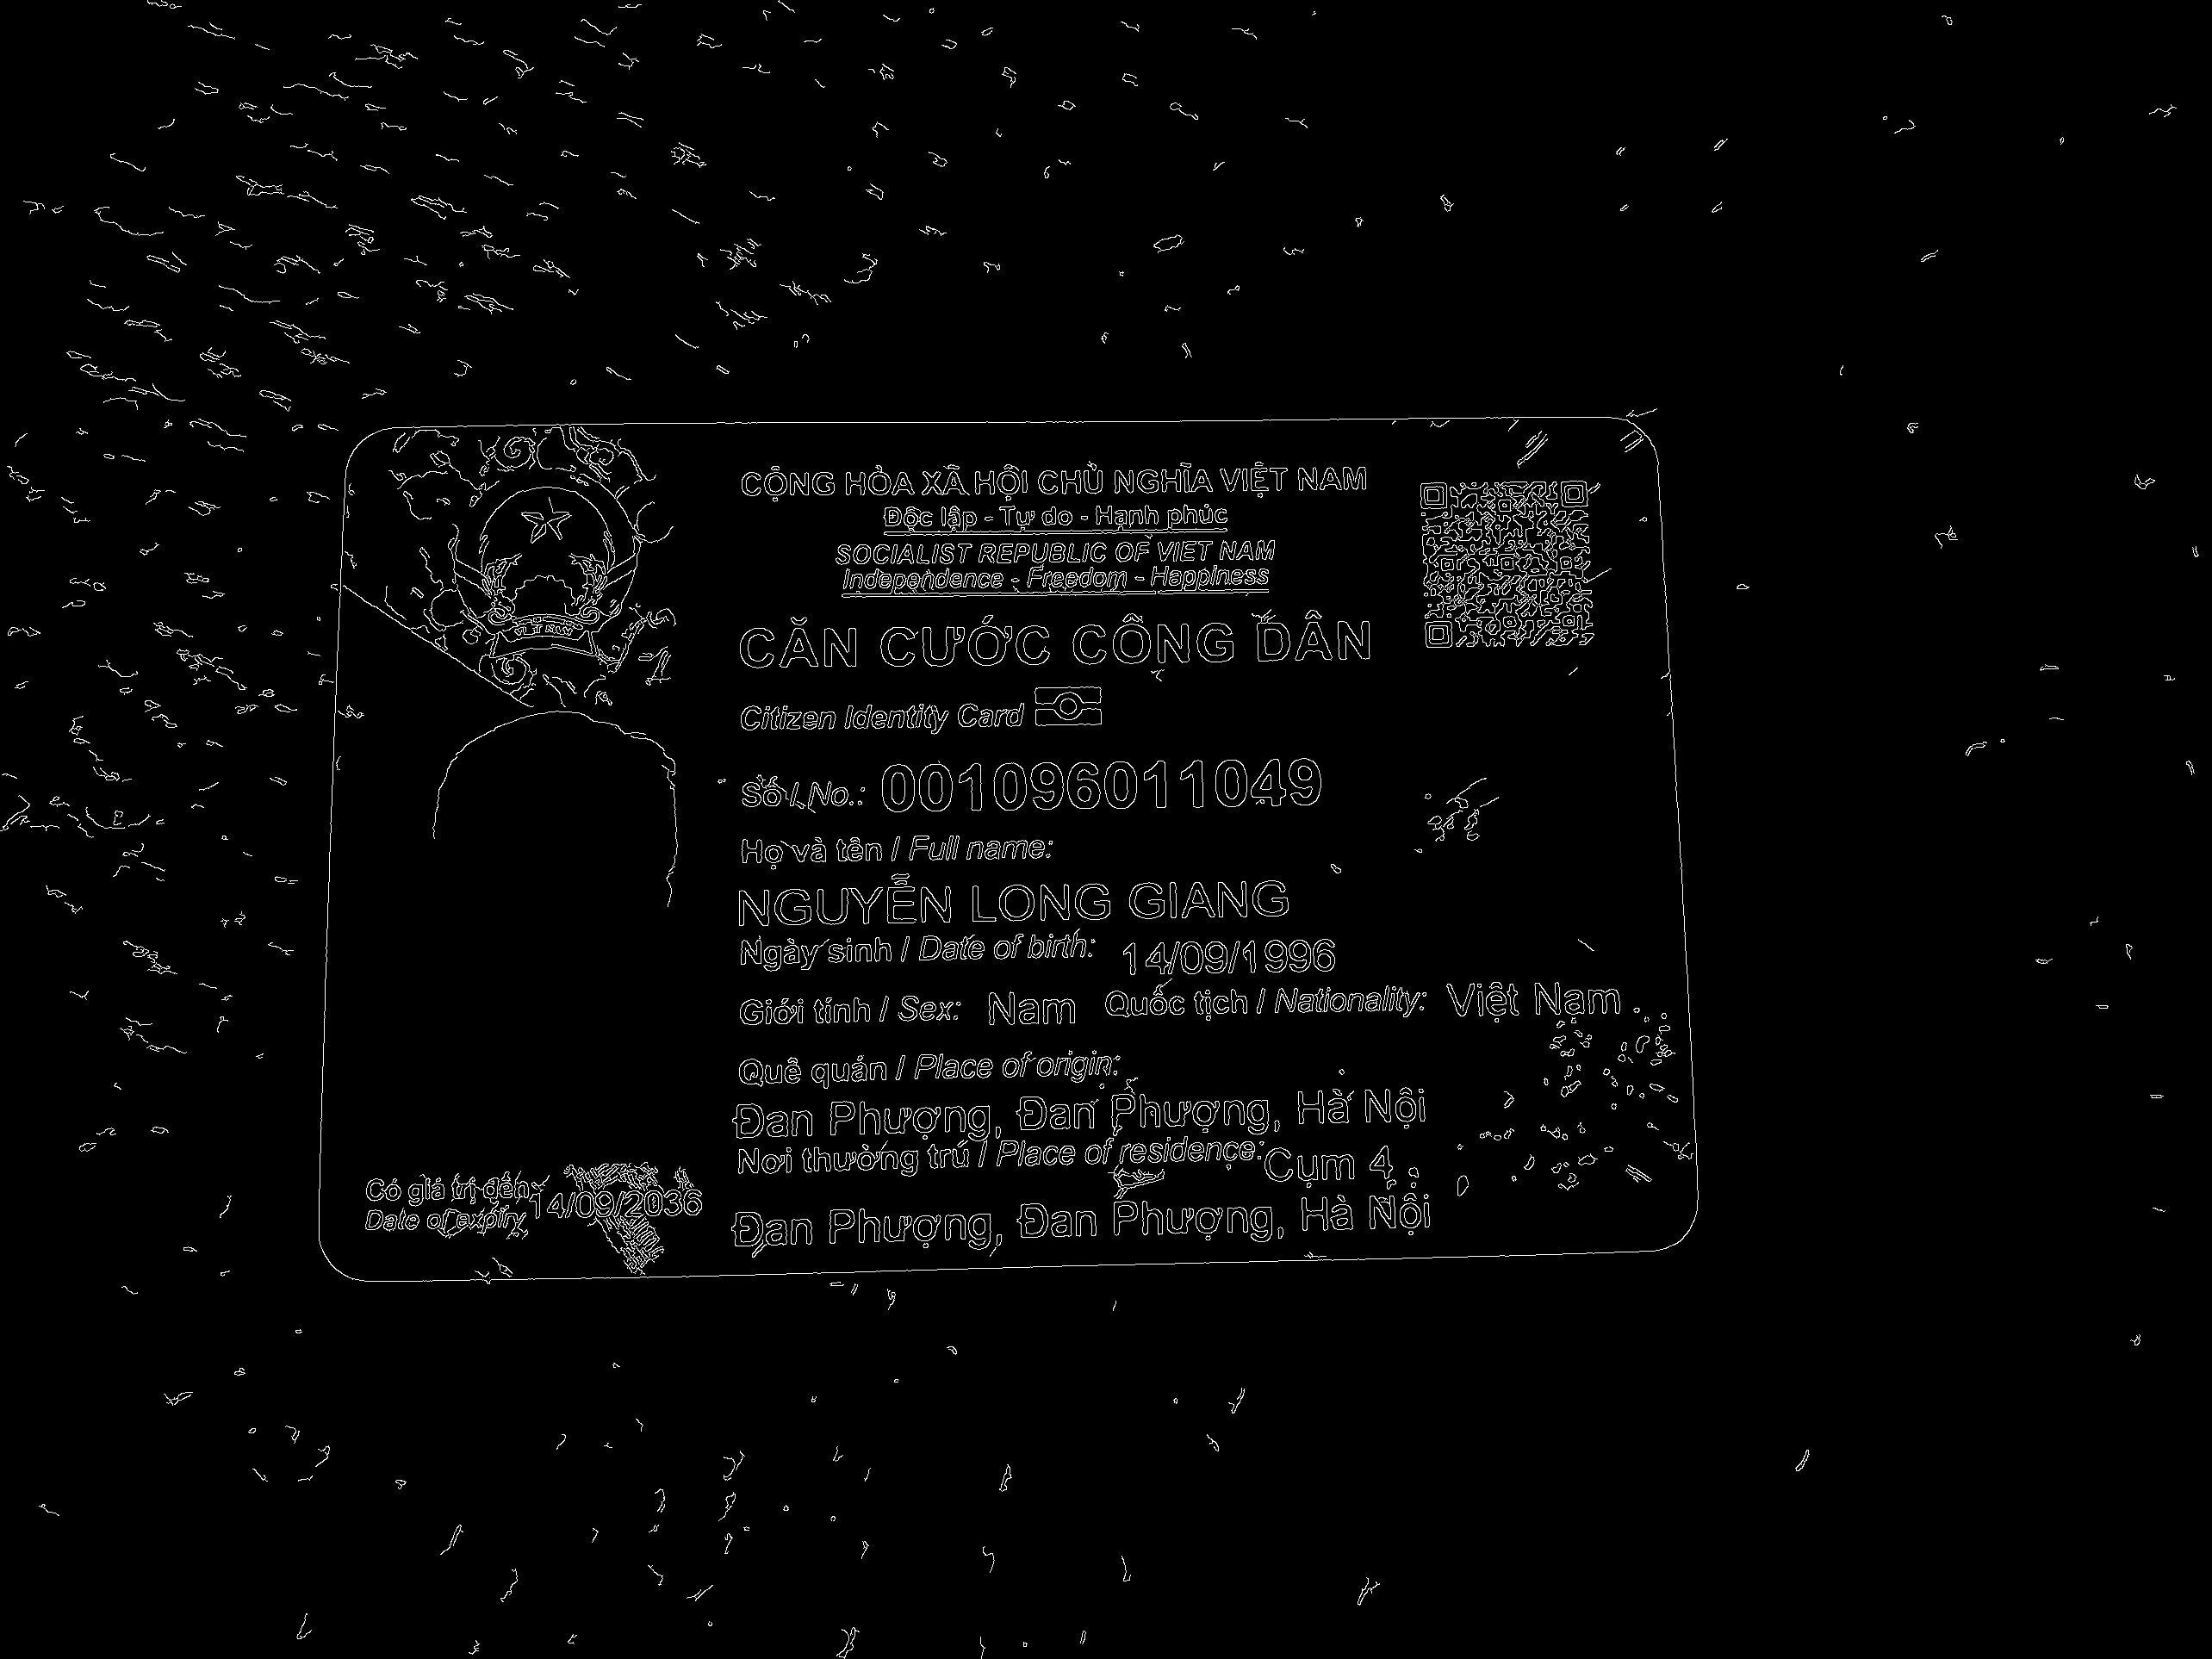 CỘNG HÒA XÃ HỘI CHỦ NGHĨA VIỆT NAM
Độc lập - Tự do - Hạnh phúc
SOCIALIST REPUBLIC OF VIET NAM
Independence - Freedom - Happiness
VIỆT NAM
CĂN CƯỚC CÔNG DÂN
Citizen Identity Card
Số / No.: 001096011049
Họ và tên / Full name:
NGUYỄN LONG GIANG
Ngày sinh / Date of birth: 14/09/1996
Giới tính / Sex: Nam Quốc tịch / Nationality: Việt Nam
Quê quán / Place of origin:
Đan Phượng, Đan Phượng, Hà Nội
Nơi thường trú / Place of residence: Cụm 4
Đan Phượng, Đan Phượng, Hà Nội
Có giá trị đến: 14/09/2036
Date of expiry